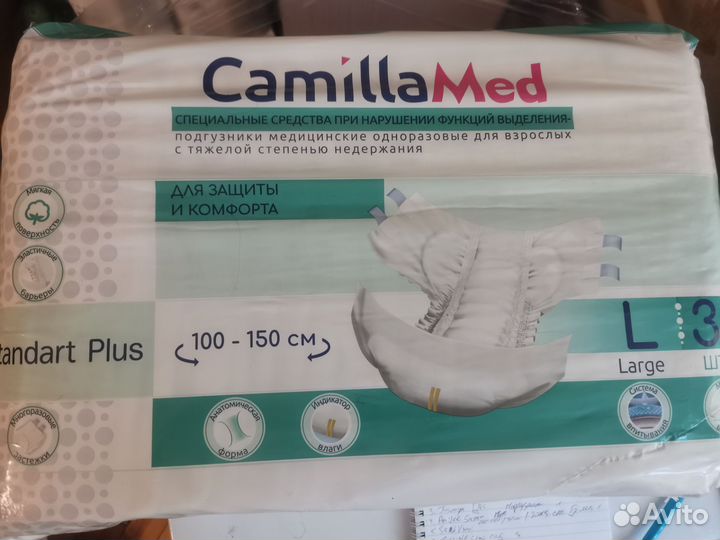 CamillaMed
СПЕЦИАЛЬНЫЕ СРЕДСТВА ПРИ НАРУШЕНИИ ФУНКЦИЙ ВЫДЕЛЕНИЯ-
ПОДГУЗНИКИ МЕДИЦИНСКИЕ ОДНОРАЗОВЫЕ ДЛЯ ВЗРОСЛЫХ
С ТЯЖЕЛОЙ СТЕПЕНЬЮ НЕДЕРЖАНИЯ
ДЛЯ ЗАЩИТЫ
И КОМФОРТА
Мягкая
поверхность
Эластичные
барьеры
tandart Plus
100 - 150 см
L
Large
3
Ш
Многоразовые
застежки
Анатомическая
форма
Индикатор
влаги
Система
впитывания
Avito